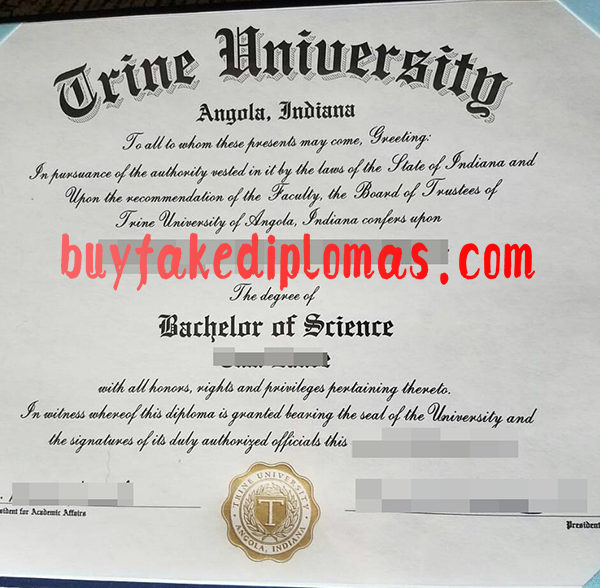 Trine University
Angola, Indiana
To all to whom these presents may come, Greeting:
In pursuance of the authority vested in it by the laws of the State of Indiana and
Upon the recommendation of the Faculty, the Board of Trustees of
Trine University of Angola, Indiana confers upon
buyfakediplomas.com
The degree of
Bachelor of Science
with all honors, rights and privileges pertaining thereto.
In witness whereof this diploma is granted bearing the seal of the University and
the signatures of its duly authorized officials this
TRINE UNIVERSITY
T
ANGOLA, INDIANA
for Academic Affairs
President